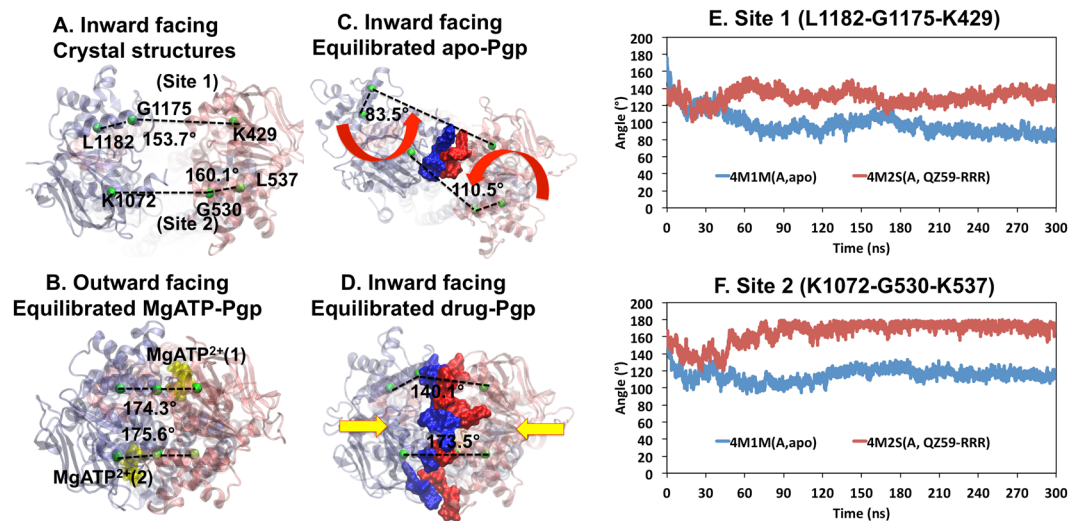 A. Inward facing
Crystal structures
(Site 1)
G1175
L1182
153.7°
K429
160.1°
L537
K1072
G530
(Site 2)
B. Outward facing
Equilibrated MgATP-Pgp
MgATP²⁺(1)
174.3°
175.6°
MgATP²⁺(2)
C. Inward facing
Equilibrated apo-Pgp
83.5°
110.5°
D. Inward facing
Equilibrated drug-Pgp
140.1°
173.5°
E. Site 1 (L1182-G1175-K429)
Angle (°)
200
180
160
140
120
100
80
60
40
20
0
4M1M(A,apo)
4M2S(A, QZ59-RRR)
0 30 60 90 120 150 180 210 240 270 300
Time (ns)
F. Site 2 (K1072-G530-K537)
Angle (°)
200
180
160
140
120
100
80
60
40
20
0
4M1M(A,apo)
4M2S(A, QZ59-RRR)
0 30 60 90 120 150 180 210 240 270 300
Time (ns)